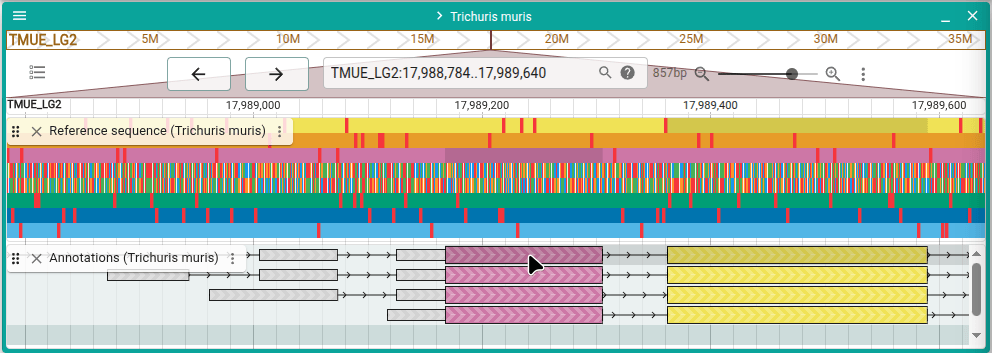 Trichuris muris
TMUE_LG2 5M 10M 15M 20M 25M 30M 35M
TMUE_LG2:17,988,784..17,989,640 857bp
TMUE_LG2 17,989,000 17,989,200 17,989,400 17,989,600
Reference sequence (Trichuris muris)
Annotations (Trichuris muris)